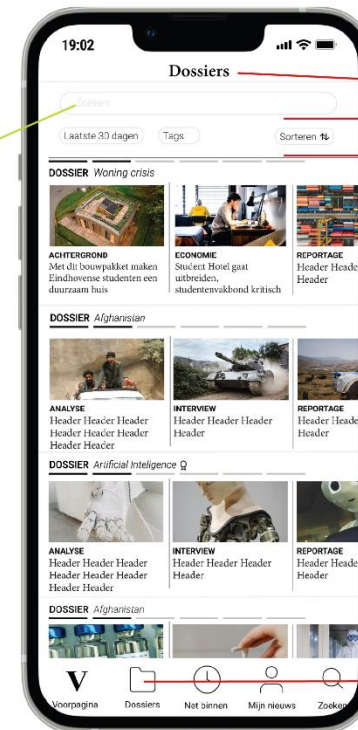 19:02
Dossiers
Zoeken
Laatste 30 dagen Tags Sorteren
DOSSIER Woning crisis
ACHTERGROND
Met dit bouwpakket maken
Eindhovense studenten een
duurzaam huis
ECONOMIE
Student Hotel gaat
uitbreiden,
studentenvakbond kritisch
REPORTAGE
Header Heade
Header
DOSSIER Afghanistan
ANALYSE
Header Header Header
Header Header Header
Header Header
INTERVIEW
Header Header Header
Header
REPORTAGE
Header Heade
Header
DOSSIER Artificial Inteligence
ANALYSE
Header Header Header
Header Header Header
Header Header
INTERVIEW
Header Header Header
Header
REPORTAGE
Header Heade
Header
DOSSIER Afghanistan
V
Voorpagina Dossiers Net binnen Mijn nieuws Zoeken